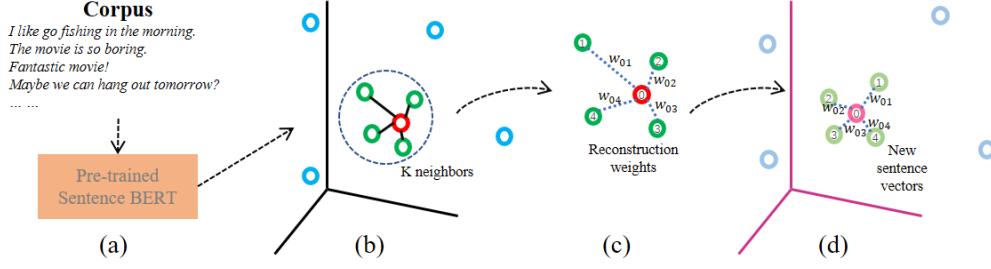 Corpus
I like go fishing in the morning.
The movie is so boring.
Fantastic movie!
Maybe we can hang out tomorrow?
... ...
Pre-trained
Sentence BERT
(a)
K neighbors
(b)
1
w01
2
w02
0
w04
w03
4
3
Reconstruction
weights
(c)
1
2
w01
w02
0
w03
w04
3
4
New
sentence
vectors
(d)